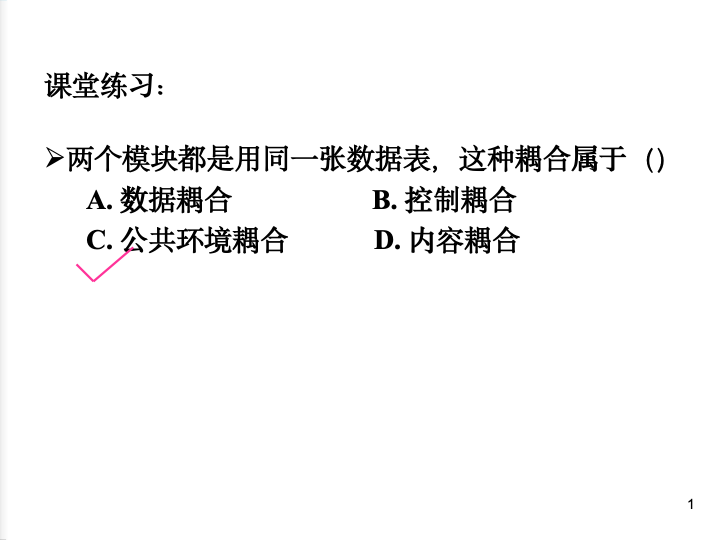 课堂练习：
➢两个模块都是用同一张数据表，这种耦合属于（）
A. 数据耦合 B. 控制耦合
C. 公共环境耦合 D. 内容耦合
1